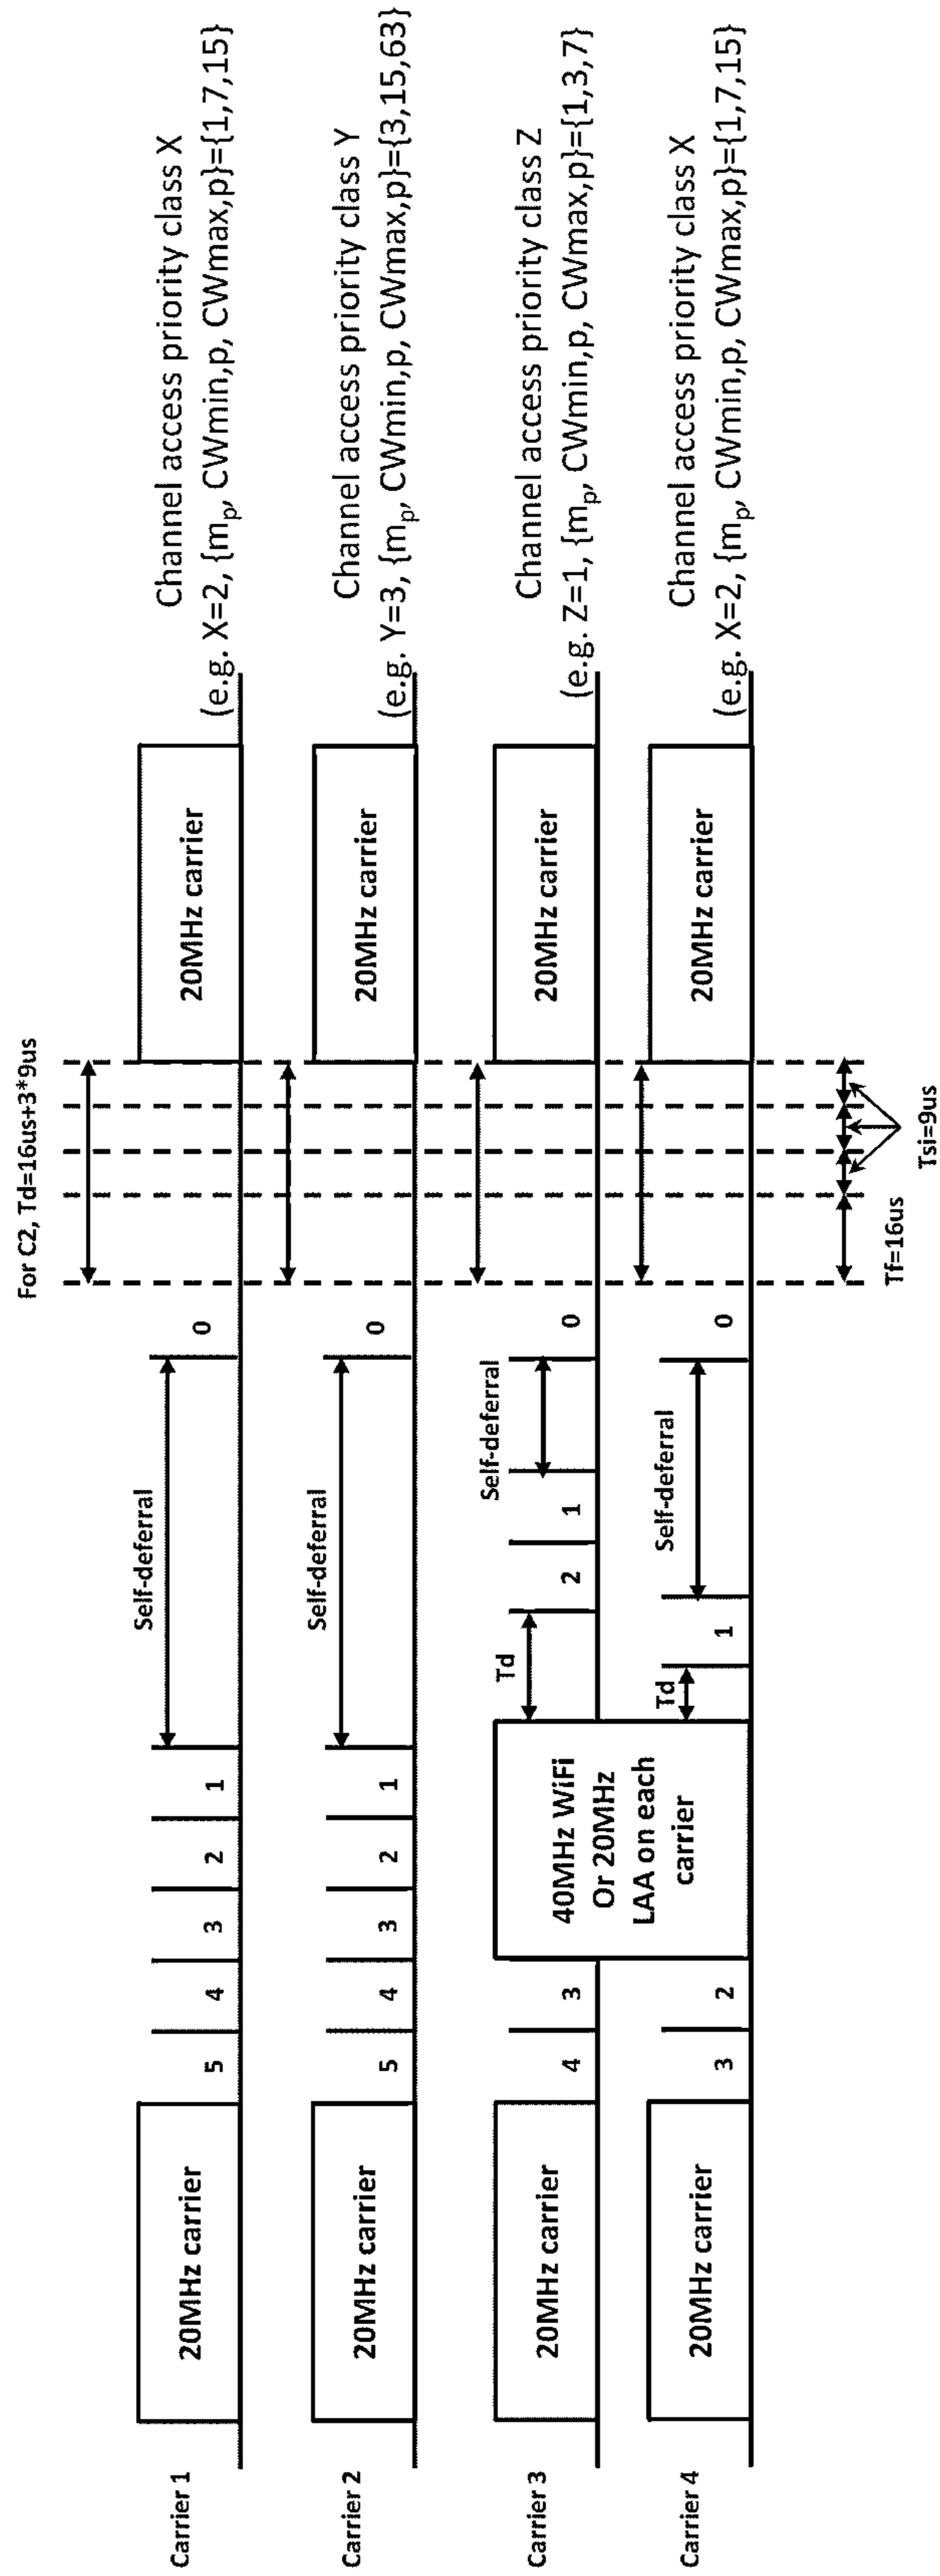 For C2, Td=16us+3*9us
Carrier 1
20MHz carrier
5 4 3 2 1
Self-deferral
0
20MHz carrier
Channel access priority class X
(e.g. X=2, {mp, CWmin,p, CWmax,p}={1,7,15}
Carrier 2
20MHz carrier
5 4 3 2 1
Self-deferral
0
20MHz carrier
Channel access priority class Y
(e.g. Y=3, {mp, CWmin,p, CWmax,p}={3,15,63}
Carrier 3
20MHz carrier
4 3
40MHz WiFi
Or 20MHz
LAA on each
carrier
Td
2 1
Self-deferral
0
20MHz carrier
Channel access priority class Z
(e.g. Z=1, {mp, CWmin,p, CWmax,p}={1,3,7}
Carrier 4
20MHz carrier
3 2
Td
1
Self-deferral
0
20MHz carrier
Channel access priority class X
(e.g. X=2, {mp, CWmin,p, CWmax,p}={1,7,15}
Tf=16us
Tsi=9us